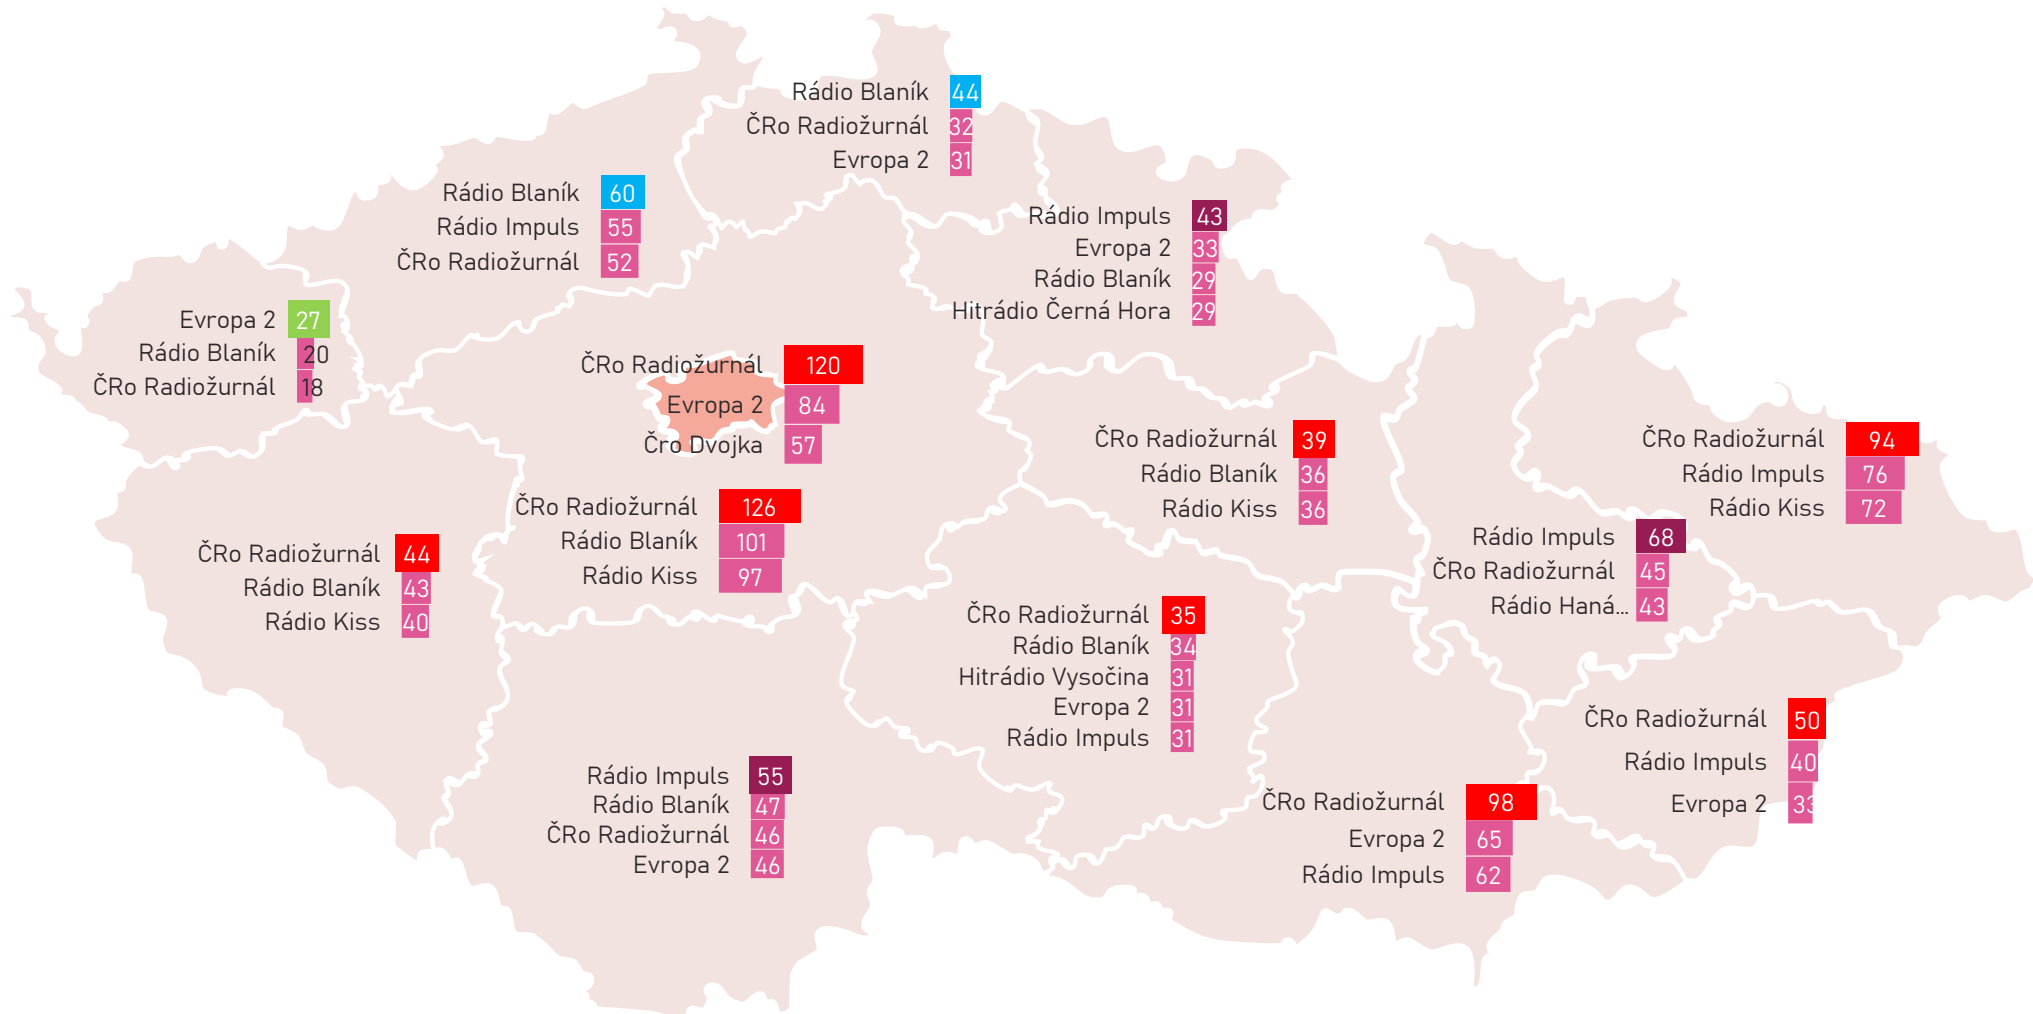 Rádio Blaník 44
ČRo Radiožurnál 32
Evropa 2 31
Rádio Blaník 60
Rádio Impuls 55
ČRo Radiožurnál 52
Rádio Impuls 43
Evropa 2 33
Rádio Blaník 29
Hitrádio Černá Hora 29
Evropa 2 27
Rádio Blaník 20
ČRo Radiožurnál 18
ČRo Radiožurnál 120
Evropa 2 84
Čro Dvojka 57
ČRo Radiožurnál 39
Rádio Blaník 36
Rádio Kiss 36
ČRo Radiožurnál 94
Rádio Impuls 76
Rádio Kiss 72
ČRo Radiožurnál 126
Rádio Blaník 101
Rádio Kiss 97
ČRo Radiožurnál 44
Rádio Blaník 43
Rádio Kiss 40
Rádio Impuls 68
ČRo Radiožurnál 45
Rádio Haná... 43
ČRo Radiožurnál 35
Rádio Blaník 34
Hitrádio Vysočina 31
Evropa 2 31
Rádio Impuls 31
ČRo Radiožurnál 50
Rádio Impuls 40
Evropa 2 33
Rádio Impuls 55
Rádio Blaník 47
ČRo Radiožurnál 46
Evropa 2 46
ČRo Radiožurnál 98
Evropa 2 65
Rádio Impuls 62